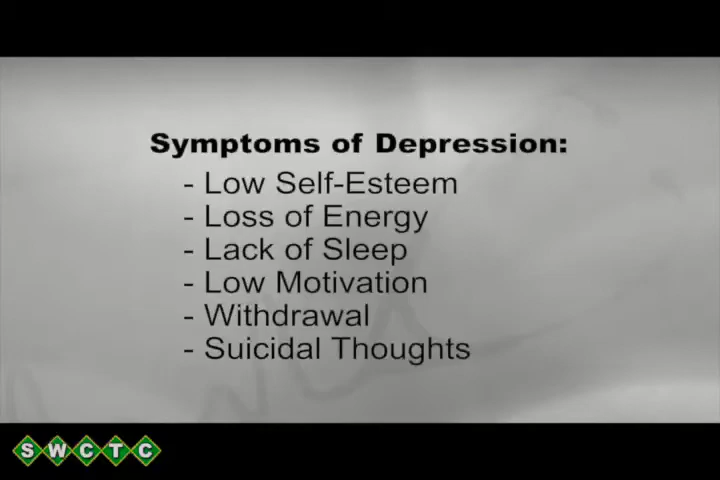 Symptoms of Depression:
- Low Self-Esteem
- Loss of Energy
- Lack of Sleep
- Low Motivation
- Withdrawal
- Suicidal Thoughts
SWCTC